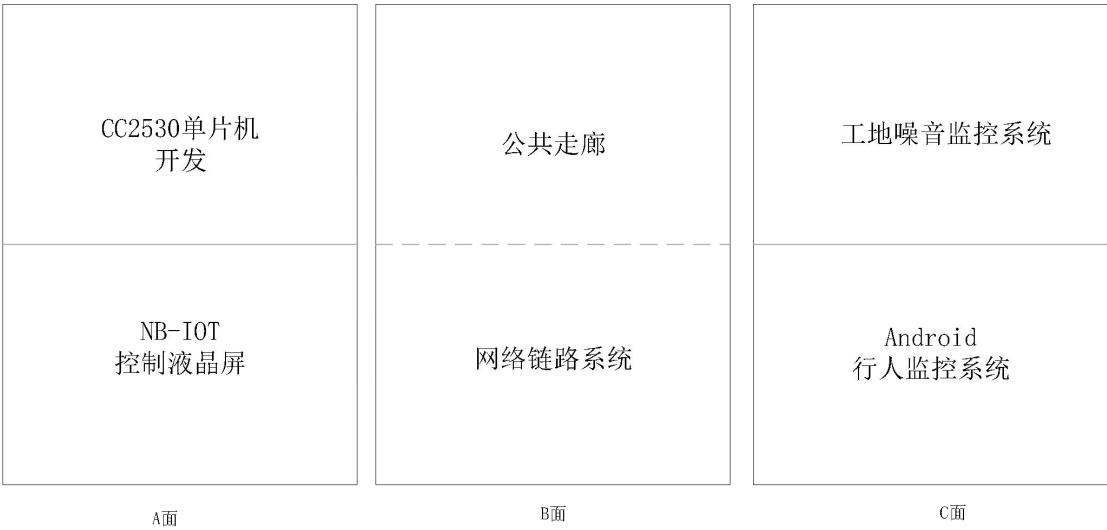 CC2530单片机
开发
公共走廊
工地噪音监控系统
NB-IOT
控制液晶屏
网络链路系统
Android
行人监控系统
A面
B面
C面